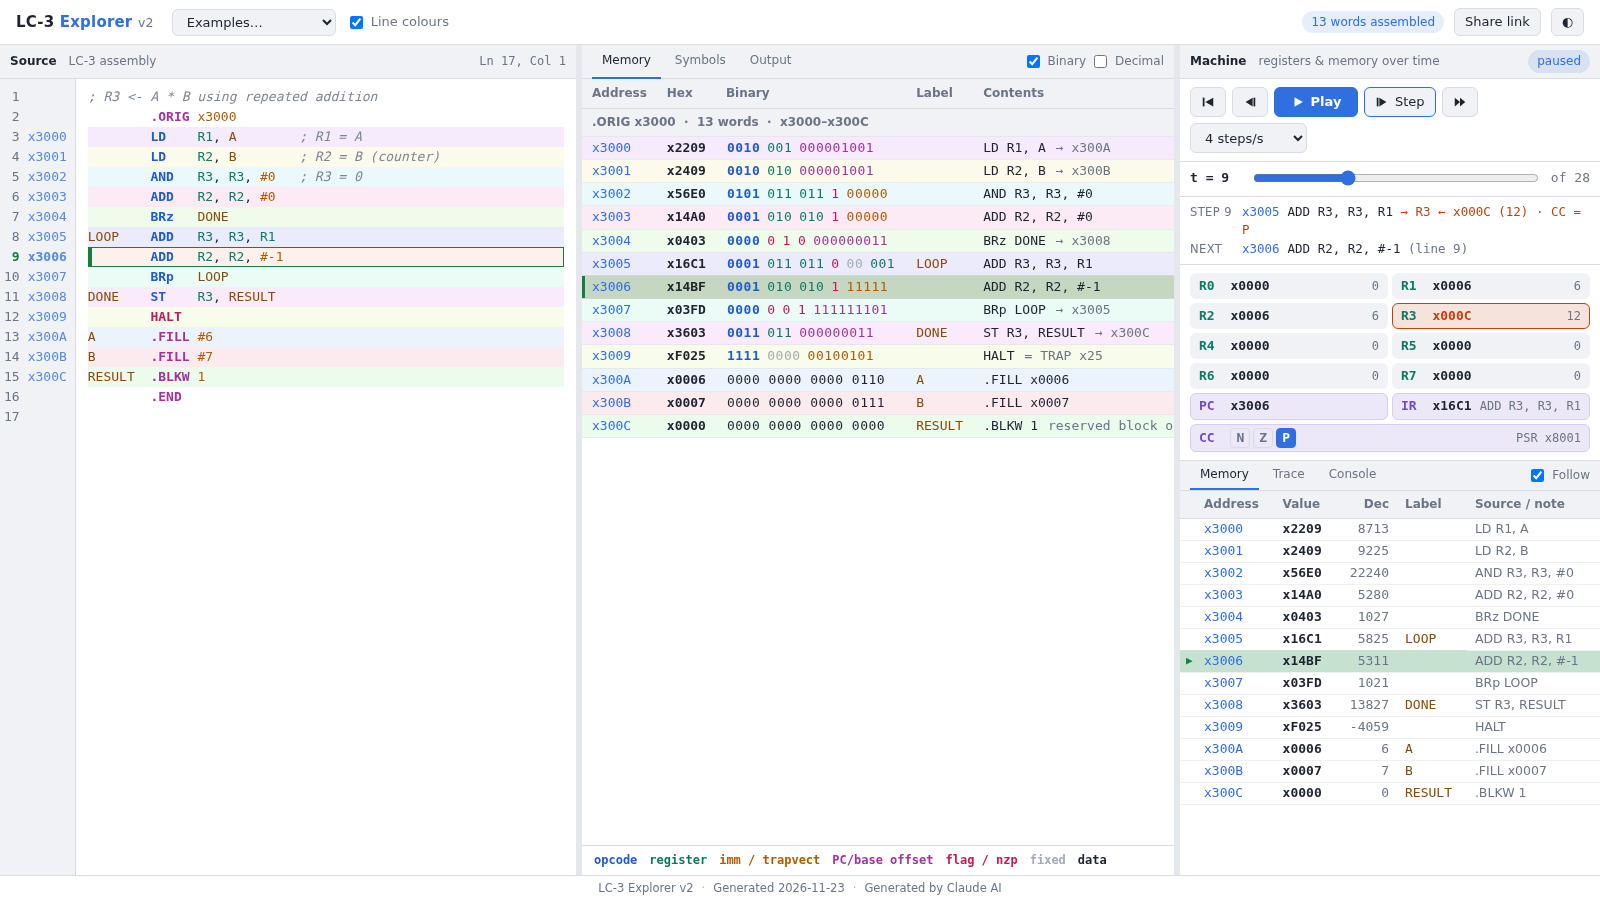 LC-3 Explorer v2 Examples... Line colours 13 words assembled Share link
Source LC-3 assembly Ln 17, Col 1
1 ; R3 <- A * B using repeated addition
2 .ORIG x3000
3 x3000 LD R1, A ; R1 = A
4 x3001 LD R2, B ; R2 = B (counter)
5 x3002 AND R3, R3, #0 ; R3 = 0
6 x3003 ADD R2, R2, #0
7 x3004 BRz DONE
8 x3005 LOOP ADD R3, R3, R1
9 x3006 ADD R2, R2, #-1
10 x3007 BRp LOOP
11 x3008 DONE ST R3, RESULT
12 x3009 HALT
13 x300A A .FILL #6
14 x300B B .FILL #7
15 x300C RESULT .BLKW 1
16 .END
17
Memory Symbols Output Binary Decimal
Address Hex Binary Label Contents
.ORIG x3000 · 13 words · x3000–x300C
x3000 x2209 0010 001 000001001 LD R1, A → x300A
x3001 x2409 0010 010 000001001 LD R2, B → x300B
x3002 x56E0 0101 011 011 1 00000 AND R3, R3, #0
x3003 x14A0 0001 010 010 1 00000 ADD R2, R2, #0
x3004 x0403 0000 0 1 0 000000011 BRz DONE → x3008
x3005 x16C1 0001 011 011 0 00 001 LOOP ADD R3, R3, R1
x3006 x14BF 0001 010 010 1 11111 ADD R2, R2, #-1
x3007 x03FD 0000 0 0 1 111111101 BRp LOOP → x3005
x3008 x3603 0011 011 000000011 DONE ST R3, RESULT → x300C
x3009 xF025 1111 0000 00100101 HALT = TRAP x25
x300A x0006 0000 0000 0000 0110 A .FILL x0006
x300B x0007 0000 0000 0000 0111 B .FILL x0007
x300C x0000 0000 0000 0000 0000 RESULT .BLKW 1 reserved block o
opcode register imm / trapvect PC/base offset flag / nzp fixed data
Machine registers & memory over time paused
Play Step
4 steps/s
t = 9 of 28
STEP 9 x3005 ADD R3, R3, R1 → R3 ← x000C (12) · CC =
P
NEXT x3006 ADD R2, R2, #-1 (line 9)
R0 x0000 0 R1 x0006 6
R2 x0006 6 R3 x000C 12
R4 x0000 0 R5 x0000 0
R6 x0000 0 R7 x0000 0
PC x3006 IR x16C1 ADD R3, R3, R1
CC N Z P PSR x8001
Memory Trace Console Follow
Address Value Dec Label Source / note
x3000 x2209 8713 LD R1, A
x3001 x2409 9225 LD R2, B
x3002 x56E0 22240 AND R3, R3, #0
x3003 x14A0 5280 ADD R2, R2, #0
x3004 x0403 1027 BRz DONE
x3005 x16C1 5825 LOOP ADD R3, R3, R1
x3006 x14BF 5311 ADD R2, R2, #-1
x3007 x03FD 1021 BRp LOOP
x3008 x3603 13827 DONE ST R3, RESULT
x3009 xF025 -4059 HALT
x300A x0006 6 A .FILL x0006
x300B x0007 7 B .FILL x0007
x300C x0000 0 RESULT .BLKW 1
LC-3 Explorer v2 · Generated 2026-11-23 · Generated by Claude AI